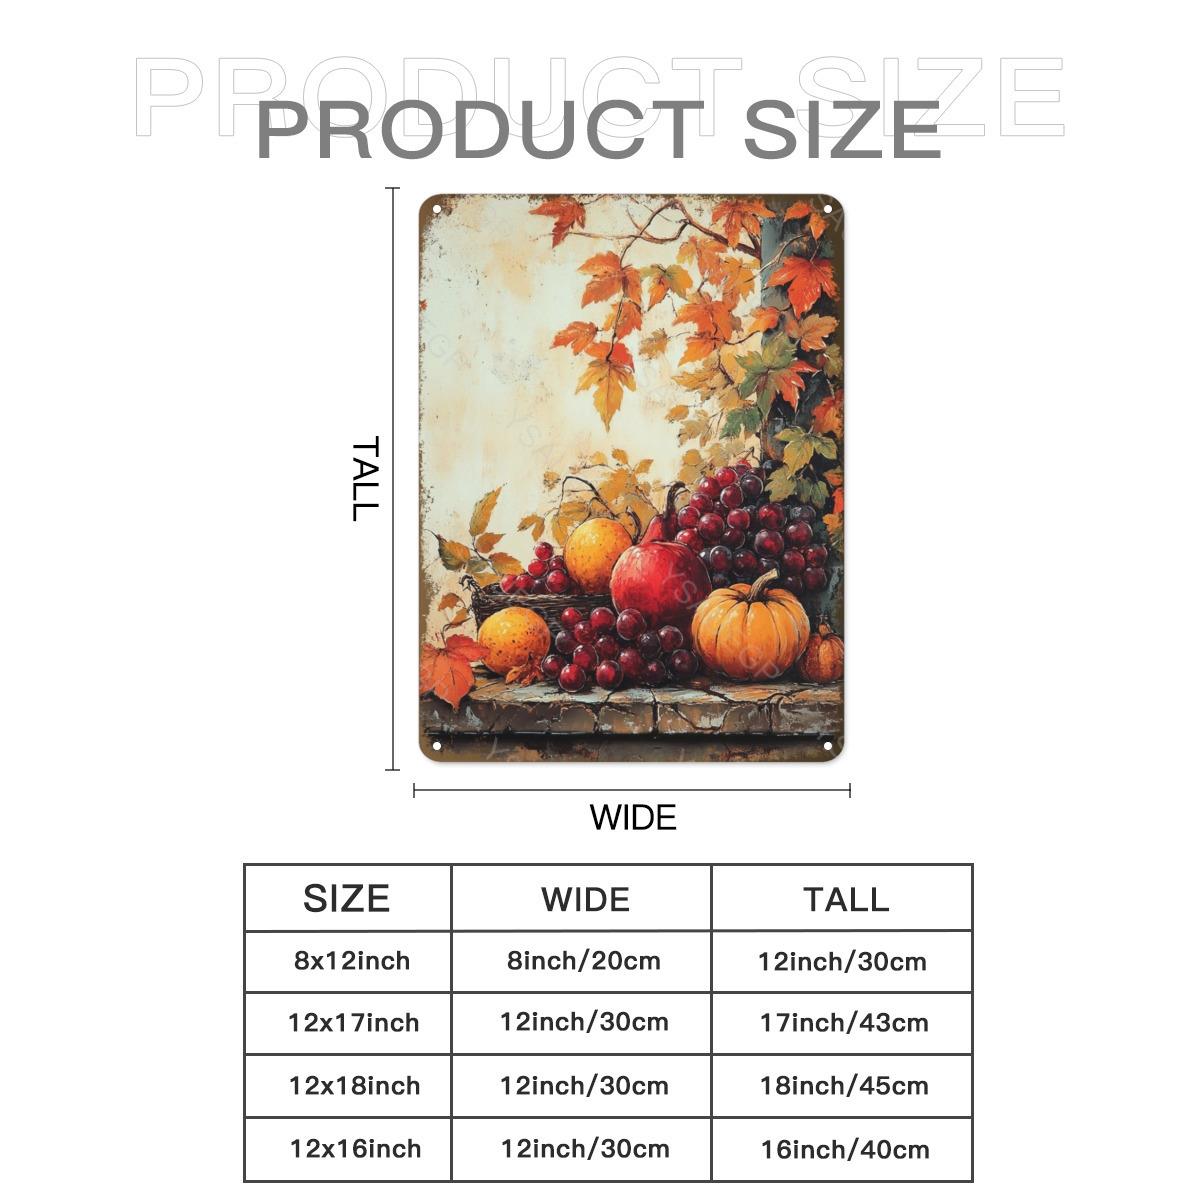 PRODUCT SIZE
PRODUCT SIZE
TALL
WIDE
SIZE WIDE TALL
8x12inch 8inch/20cm 12inch/30cm
12x17inch 12inch/30cm 17inch/43cm
12x18inch 12inch/30cm 18inch/45cm
12x16inch 12inch/30cm 16inch/40cm